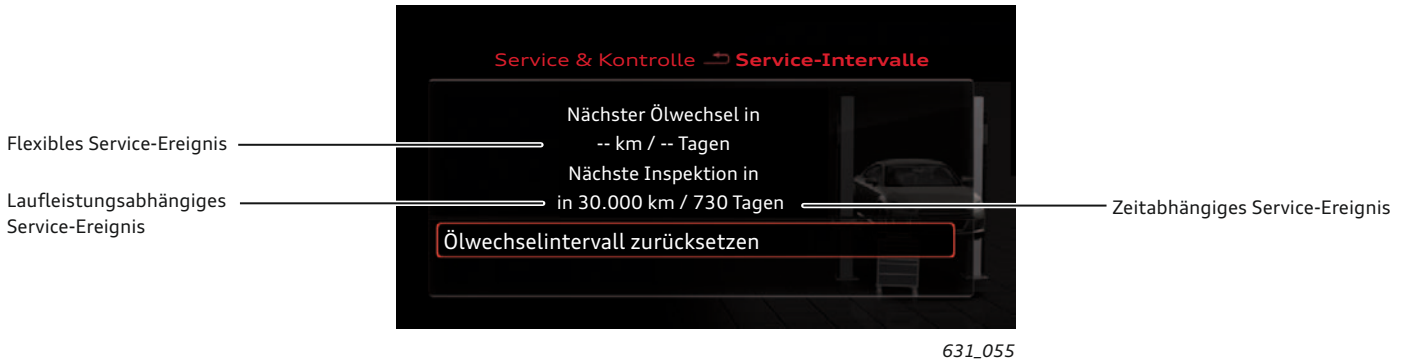 Service & Kontrolle Service-Intervalle
Nächster Ölwechsel in
Flexibles Service-Ereignis
-- km / -- Tagen
Nächste Inspektion in
Laufleistungsabhängiges
Service-Ereignis
in 30.000 km / 730 Tagen
Zeitabhängiges Service-Ereignis
Ölwechselintervall zurücksetzen
631_055